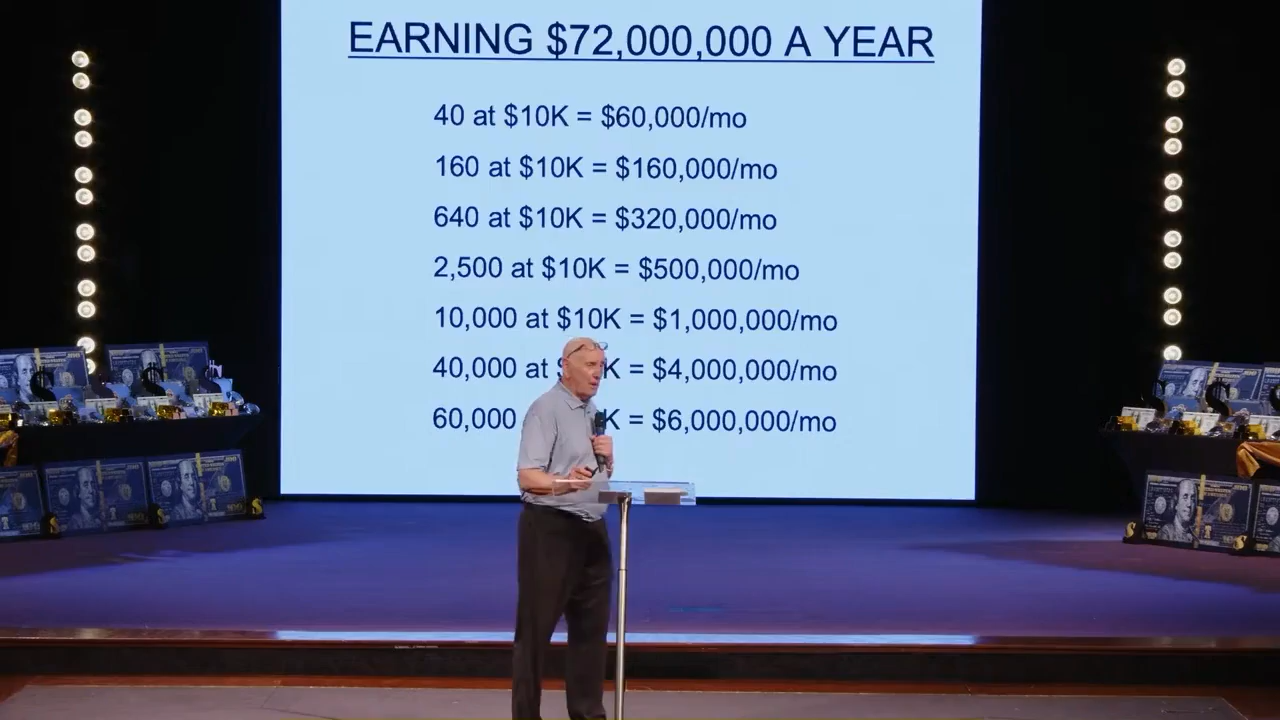 EARNING $72,000,000 A YEAR
40 at $10K = $60,000/mo
160 at $10K = $160,000/mo
640 at $10K = $320,000/mo
2,500 at $10K = $500,000/mo
10,000 at $10K = $1,000,000/mo
40,000 at K = $4,000,000/mo
60,000 K = $6,000,000/mo